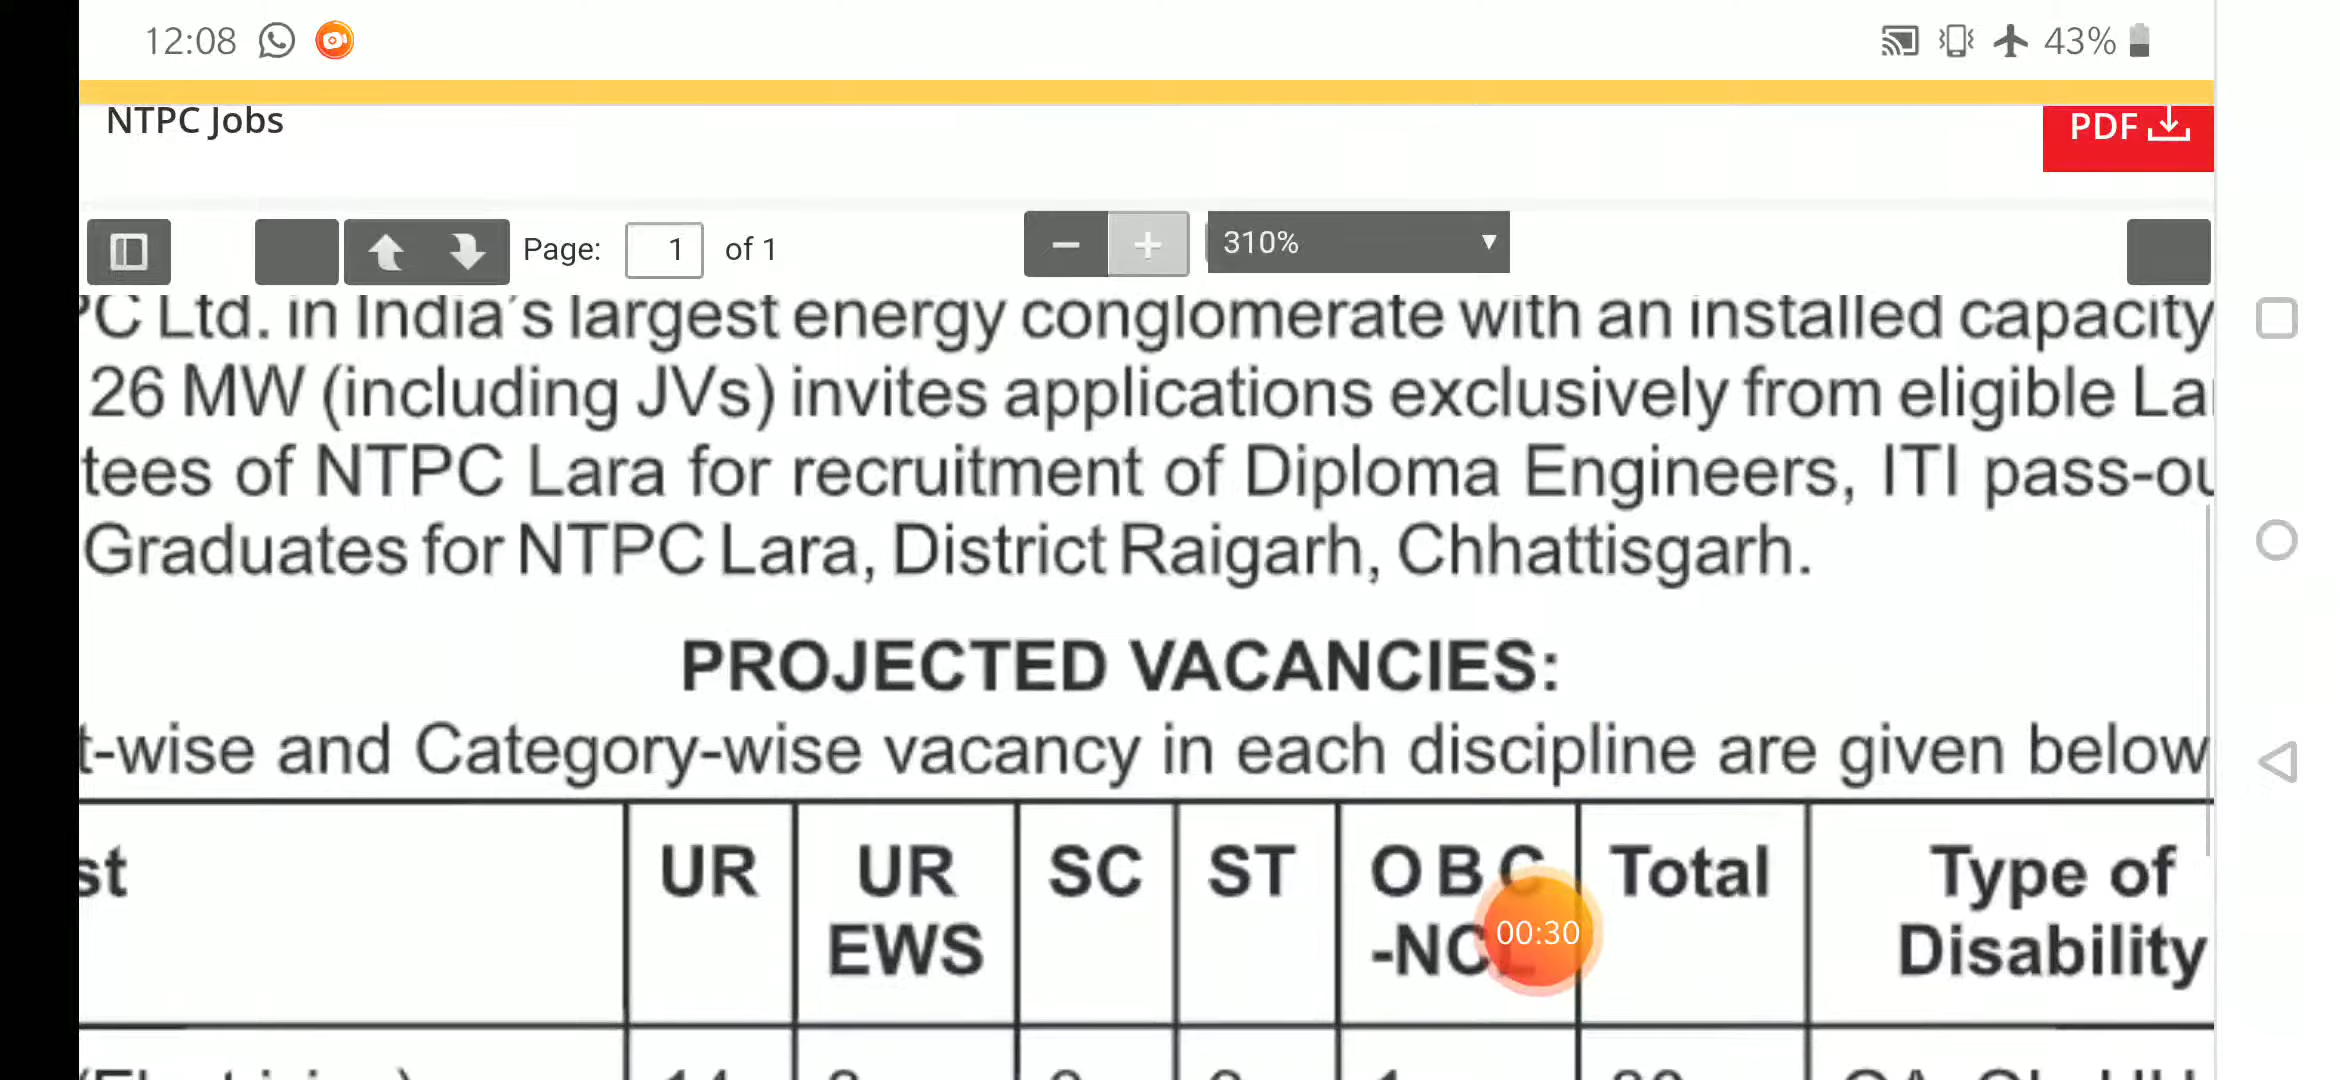 12:08 43%
NTPC Jobs PDF
Page: 1 of 1 − + 310%
C Ltd. in India's largest energy conglomerate with an installed capacity
26 MW (including JVs) invites applications exclusively from eligible La
tees of NTPC Lara for recruitment of Diploma Engineers, ITI pass-ou
Graduates for NTPC Lara, District Raigarh, Chhattisgarh.
PROJECTED VACANCIES:
t-wise and Category-wise vacancy in each discipline are given below
st UR UR SC ST OBC Total Type of
EWS -NCL Disability
00:30